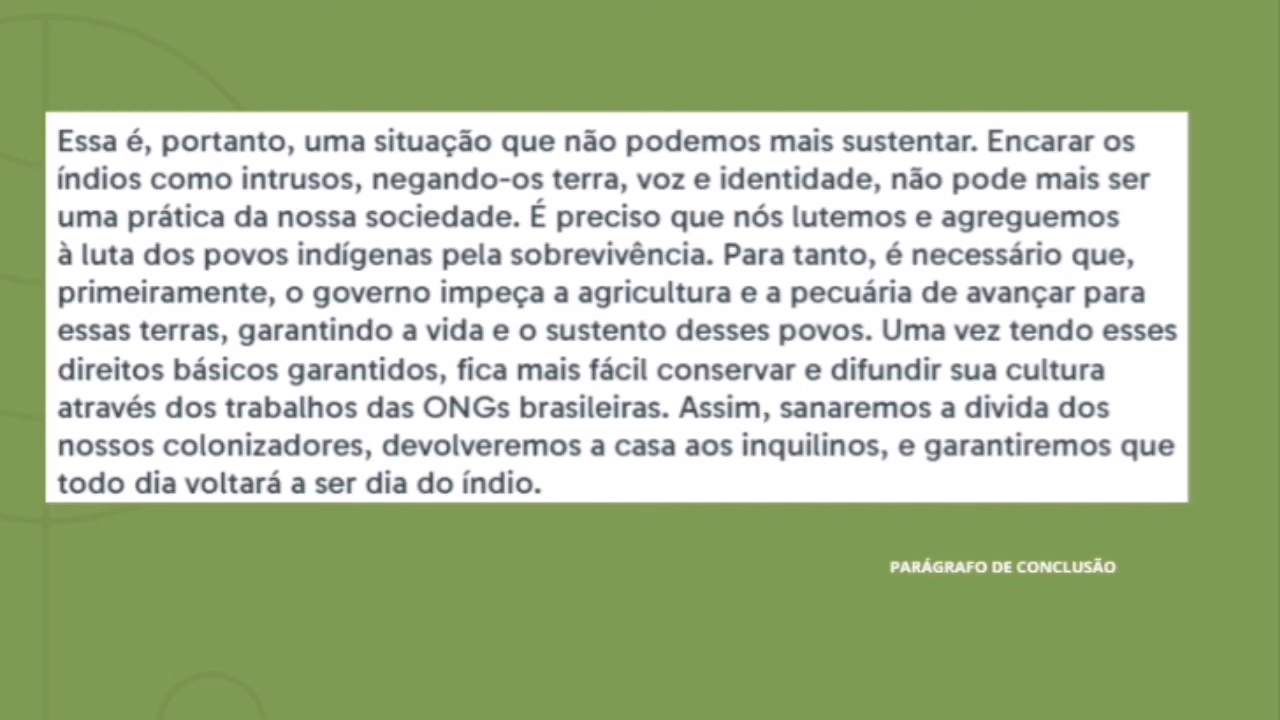 Essa é, portanto, uma situação que não podemos mais sustentar. Encarar os
índios como intrusos, negando-os terra, voz e identidade, não pode mais ser
uma prática da nossa sociedade. É preciso que nós lutemos e agreguemos
à luta dos povos indígenas pela sobrevivência. Para tanto, é necessário que,
primeiramente, o governo impeça a agricultura e a pecuária de avançar para
essas terras, garantindo a vida e o sustento desses povos. Uma vez tendo esses
direitos básicos garantidos, fica mais fácil conservar e difundir sua cultura
através dos trabalhos das ONGs brasileiras. Assim, sanaremos a divida dos
nossos colonizadores, devolveremos a casa aos inquilinos, e garantiremos que
todo dia voltará a ser dia do índio.
PARÁGRAFO DE CONCLUSÃO